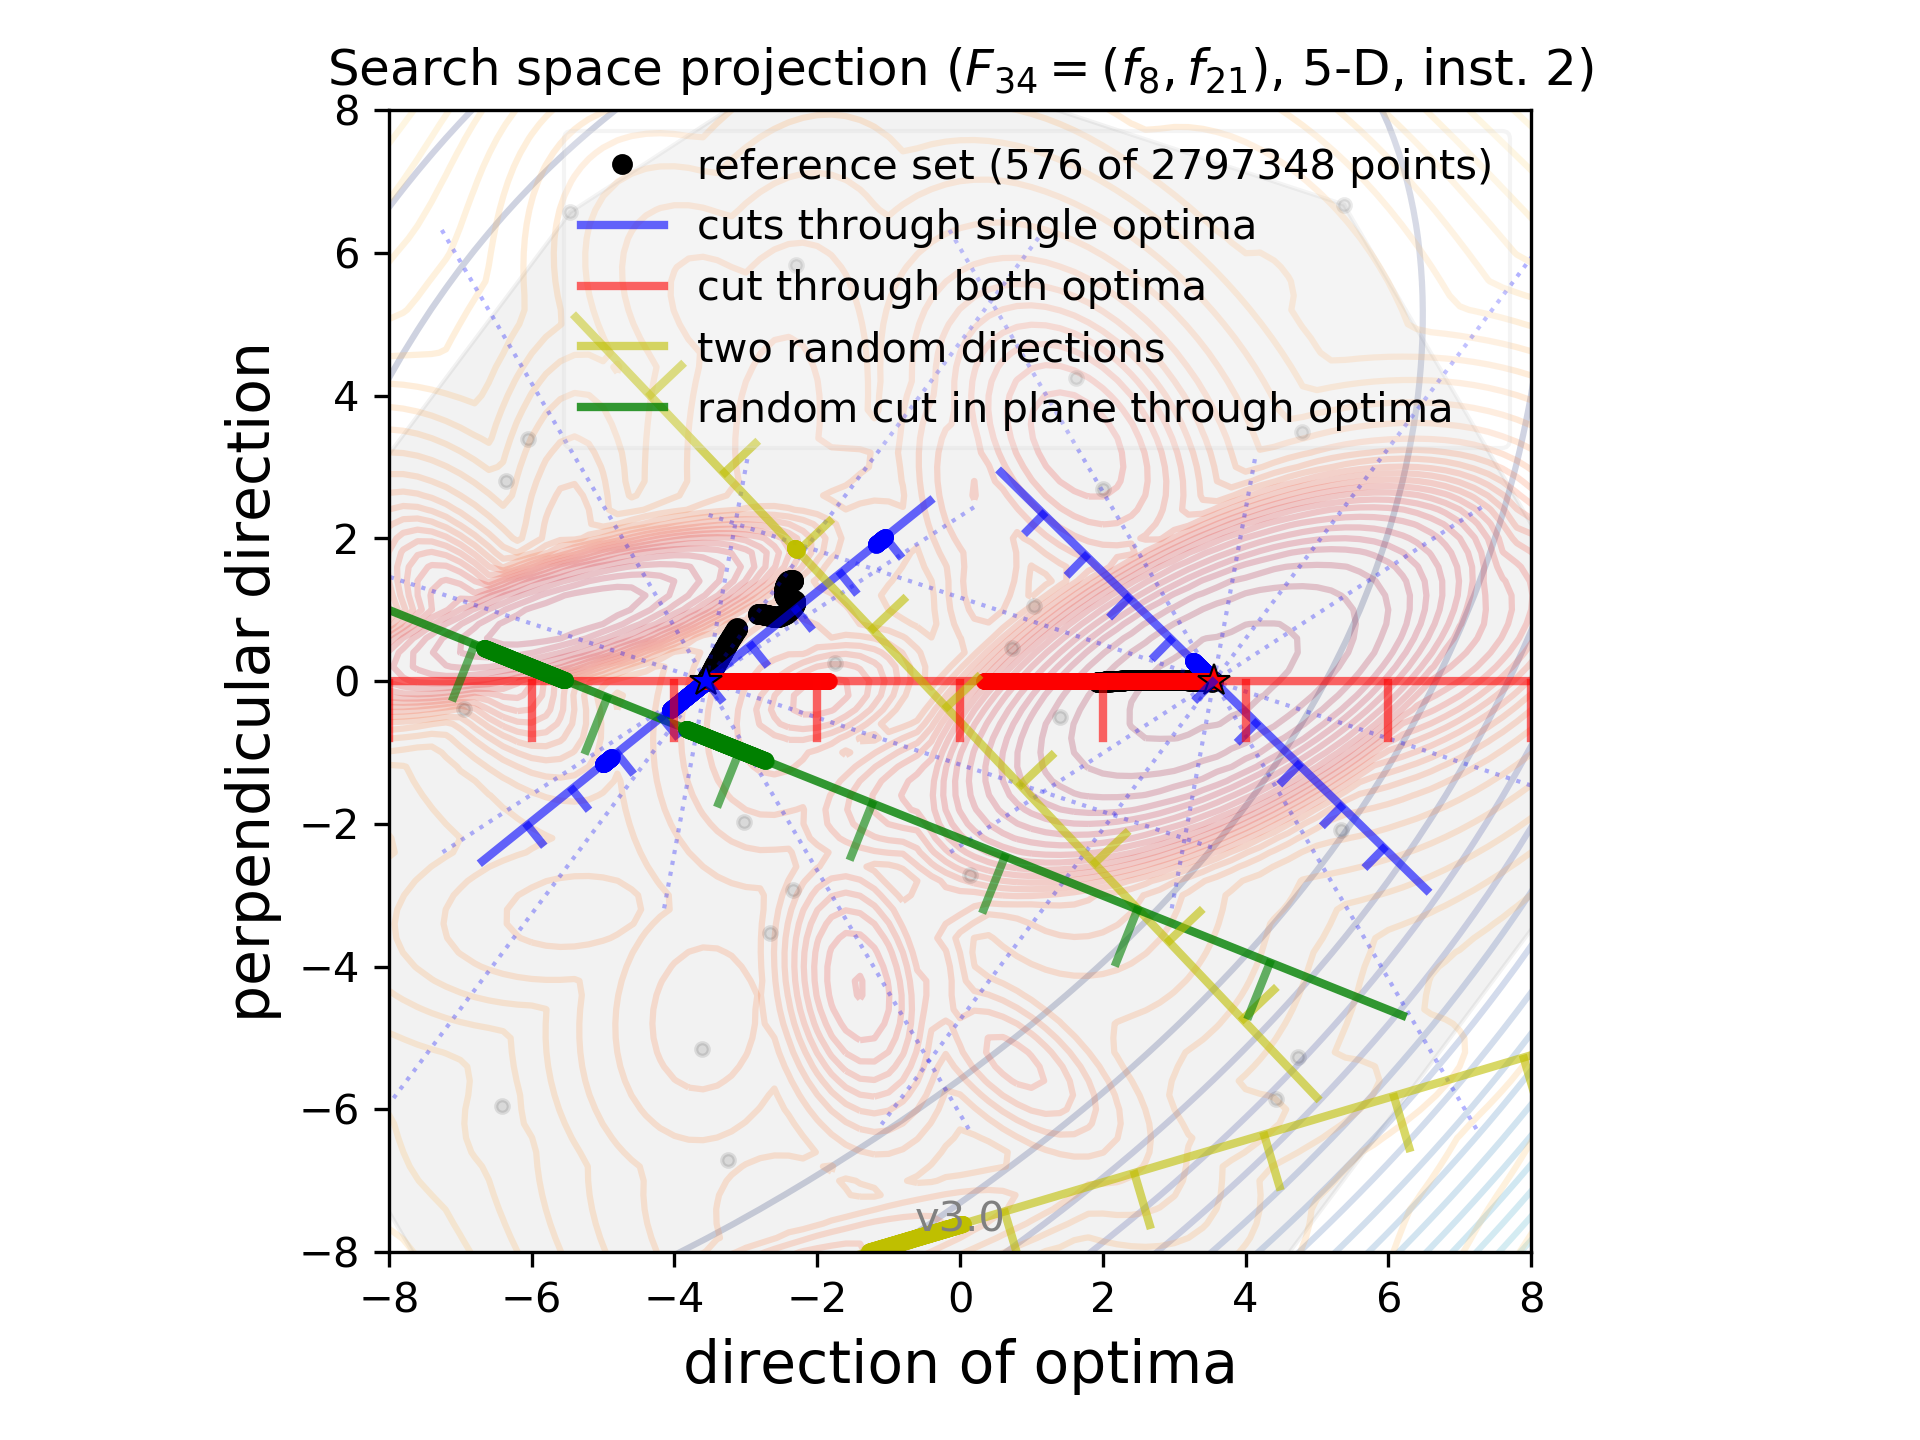 Search space projection (F34 = (f8, f21), 5-D, inst. 2)
reference set (576 of 2797348 points)
cuts through single optima
cut through both optima
two random directions
random cut in plane through optima
perpendicular direction
8
6
4
2
0
−2
−4
−6
−8
v3.0
−8 −6 −4 −2 0 2 4 6 8
direction of optima